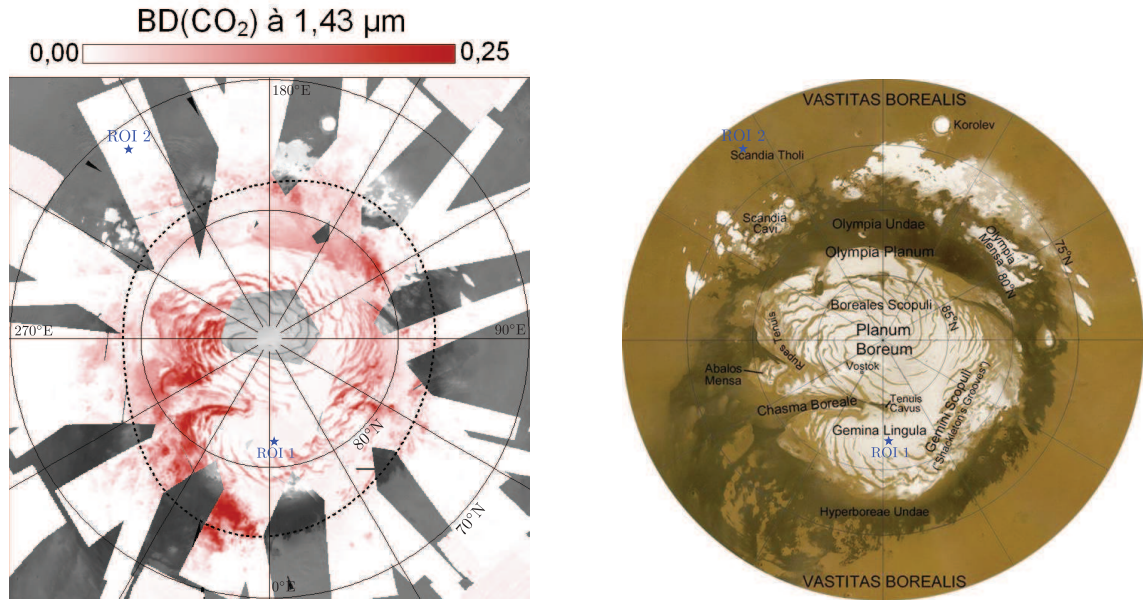 BD(CO₂) à 1,43 µm
0,00
0,25
180°E
ROI 2
270°E
90°E
80°N
ROI 1
70°N
0°E
VASTITAS BOREALIS
Korolev
ROI 2
Scandia Tholi
Scandia
Cavi
Olympia Undae
Olympia
Mensa
75°N
Olympia Planum
80°N
Boreales Scopuli
85°N
Planum
Boreum
Rupes Tenuis
Vostok
Abalos
Mensa
Chasma Boreale
Tenuis
Cavus
Gemini Scopuli
("Shackleton's Grooves")
Gemina Lingula
ROI 1
Hyperboreae Undae
VASTITAS BOREALIS